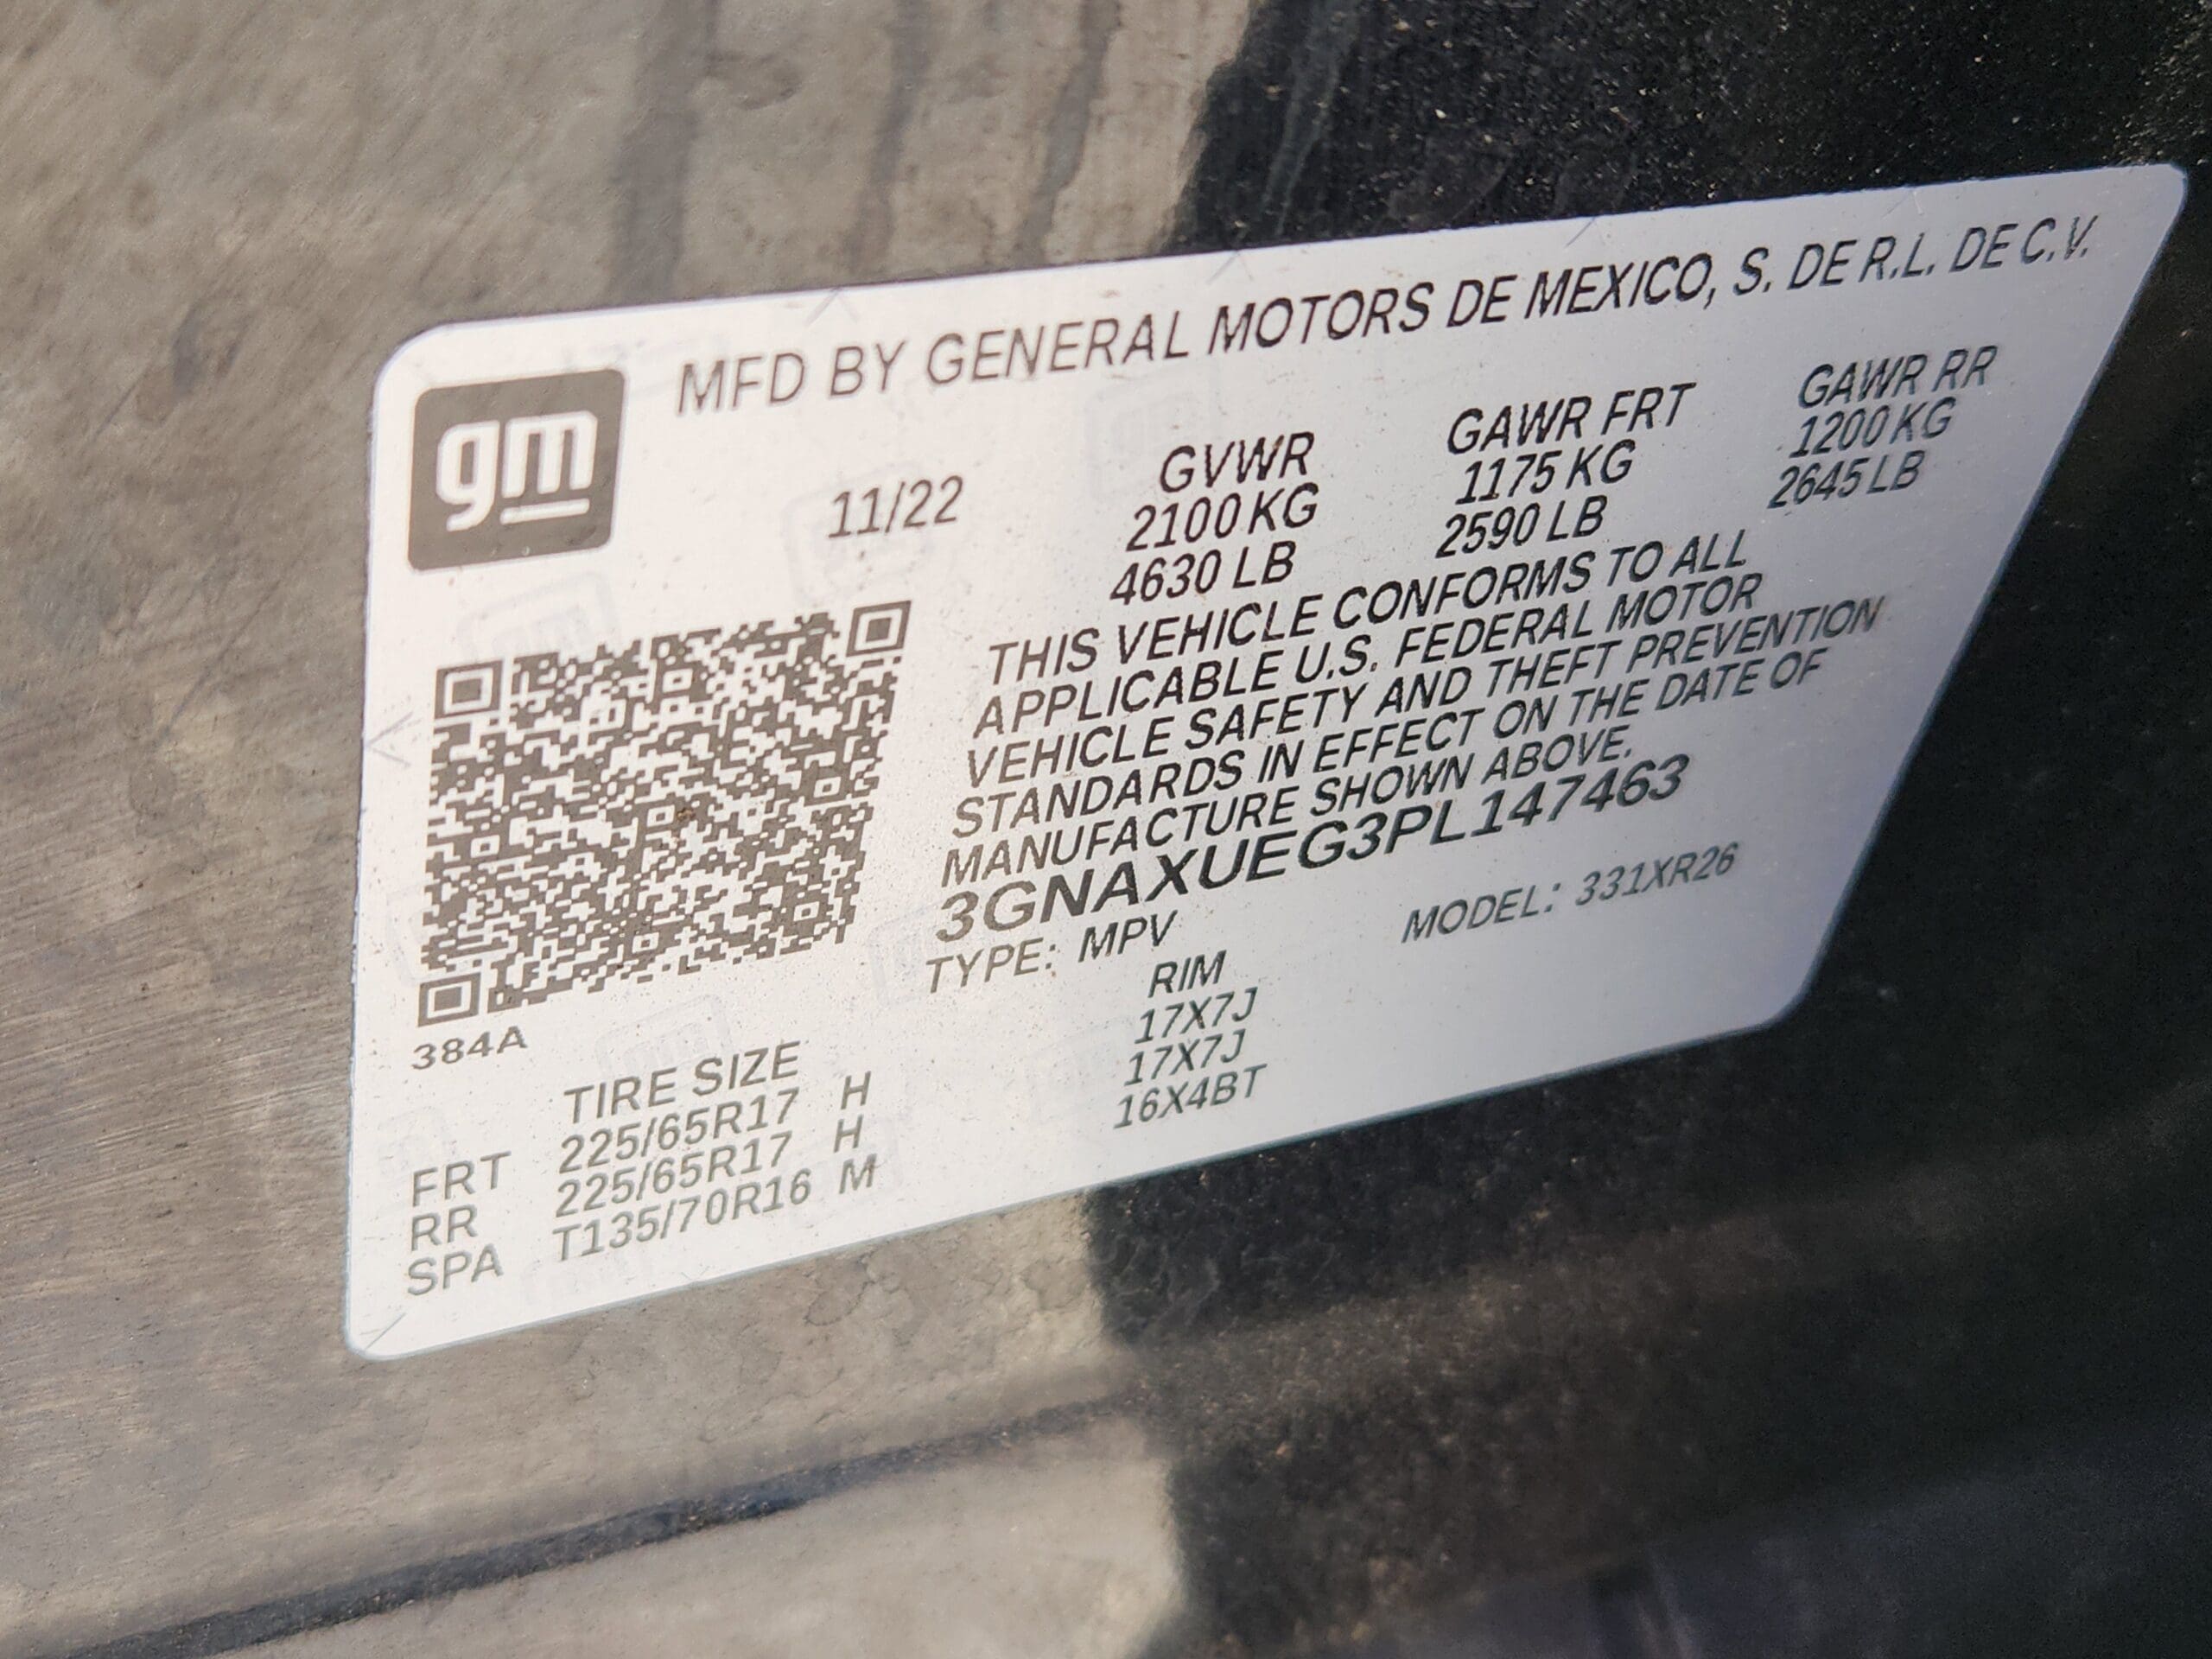 gm
MFD BY GENERAL MOTORS DE MEXICO, S. DE R.L. DE C.V.
11/22
GVWR GAWR FRT GAWR RR
2100 KG 1175 KG 1200 KG
4630 LB 2590 LB 2645 LB
THIS VEHICLE CONFORMS TO ALL
APPLICABLE U.S. FEDERAL MOTOR
VEHICLE SAFETY AND THEFT PREVENTION
STANDARDS IN EFFECT ON THE DATE OF
MANUFACTURE SHOWN ABOVE.
3GNAXUEG3PL147463
TYPE: MPV MODEL: 331XR26
384A
TIRE SIZE RIM
FRT 225/65R17 H 17X7J
RR 225/65R17 H 17X7J
SPA T135/70R16 M 16X4BT